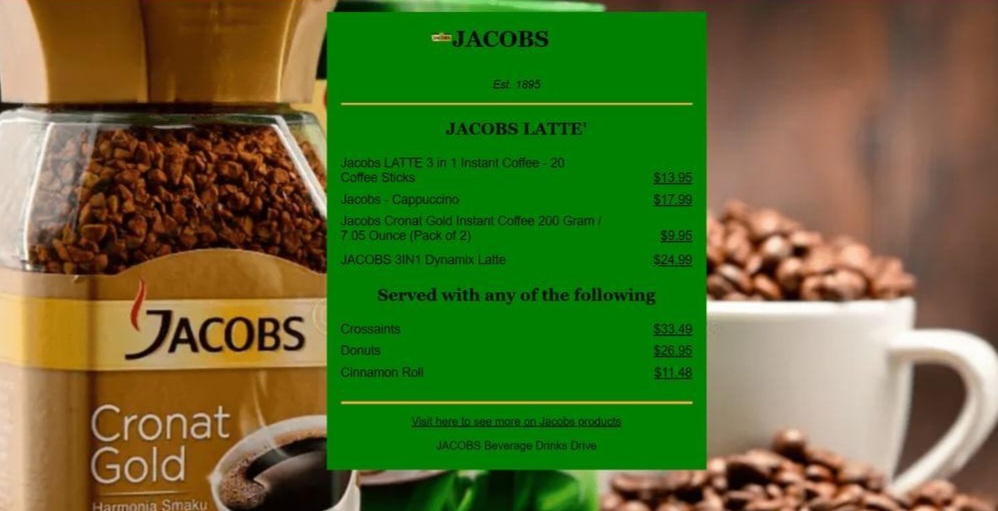 JACOBS
Est. 1895
JACOBS LATTE'
Jacobs LATTE 3 in 1 Instant Coffee - 20
Coffee Sticks $13.95
Jacobs - Cappuccino $17.99
Jacobs Cronat Gold Instant Coffee 200 Gram /
7.05 Ounce (Pack of 2) $9.95
JACOBS 3IN1 Dynamix Latte $24.99
Served with any of the following
Crossaints $33.49
Donuts $26.95
Cinnamon Roll $11.48
Visit here to see more on Jacobs products
JACOBS Beverage Drinks Drive
JACOBS
Cronat
Gold
Harmonia Smaku